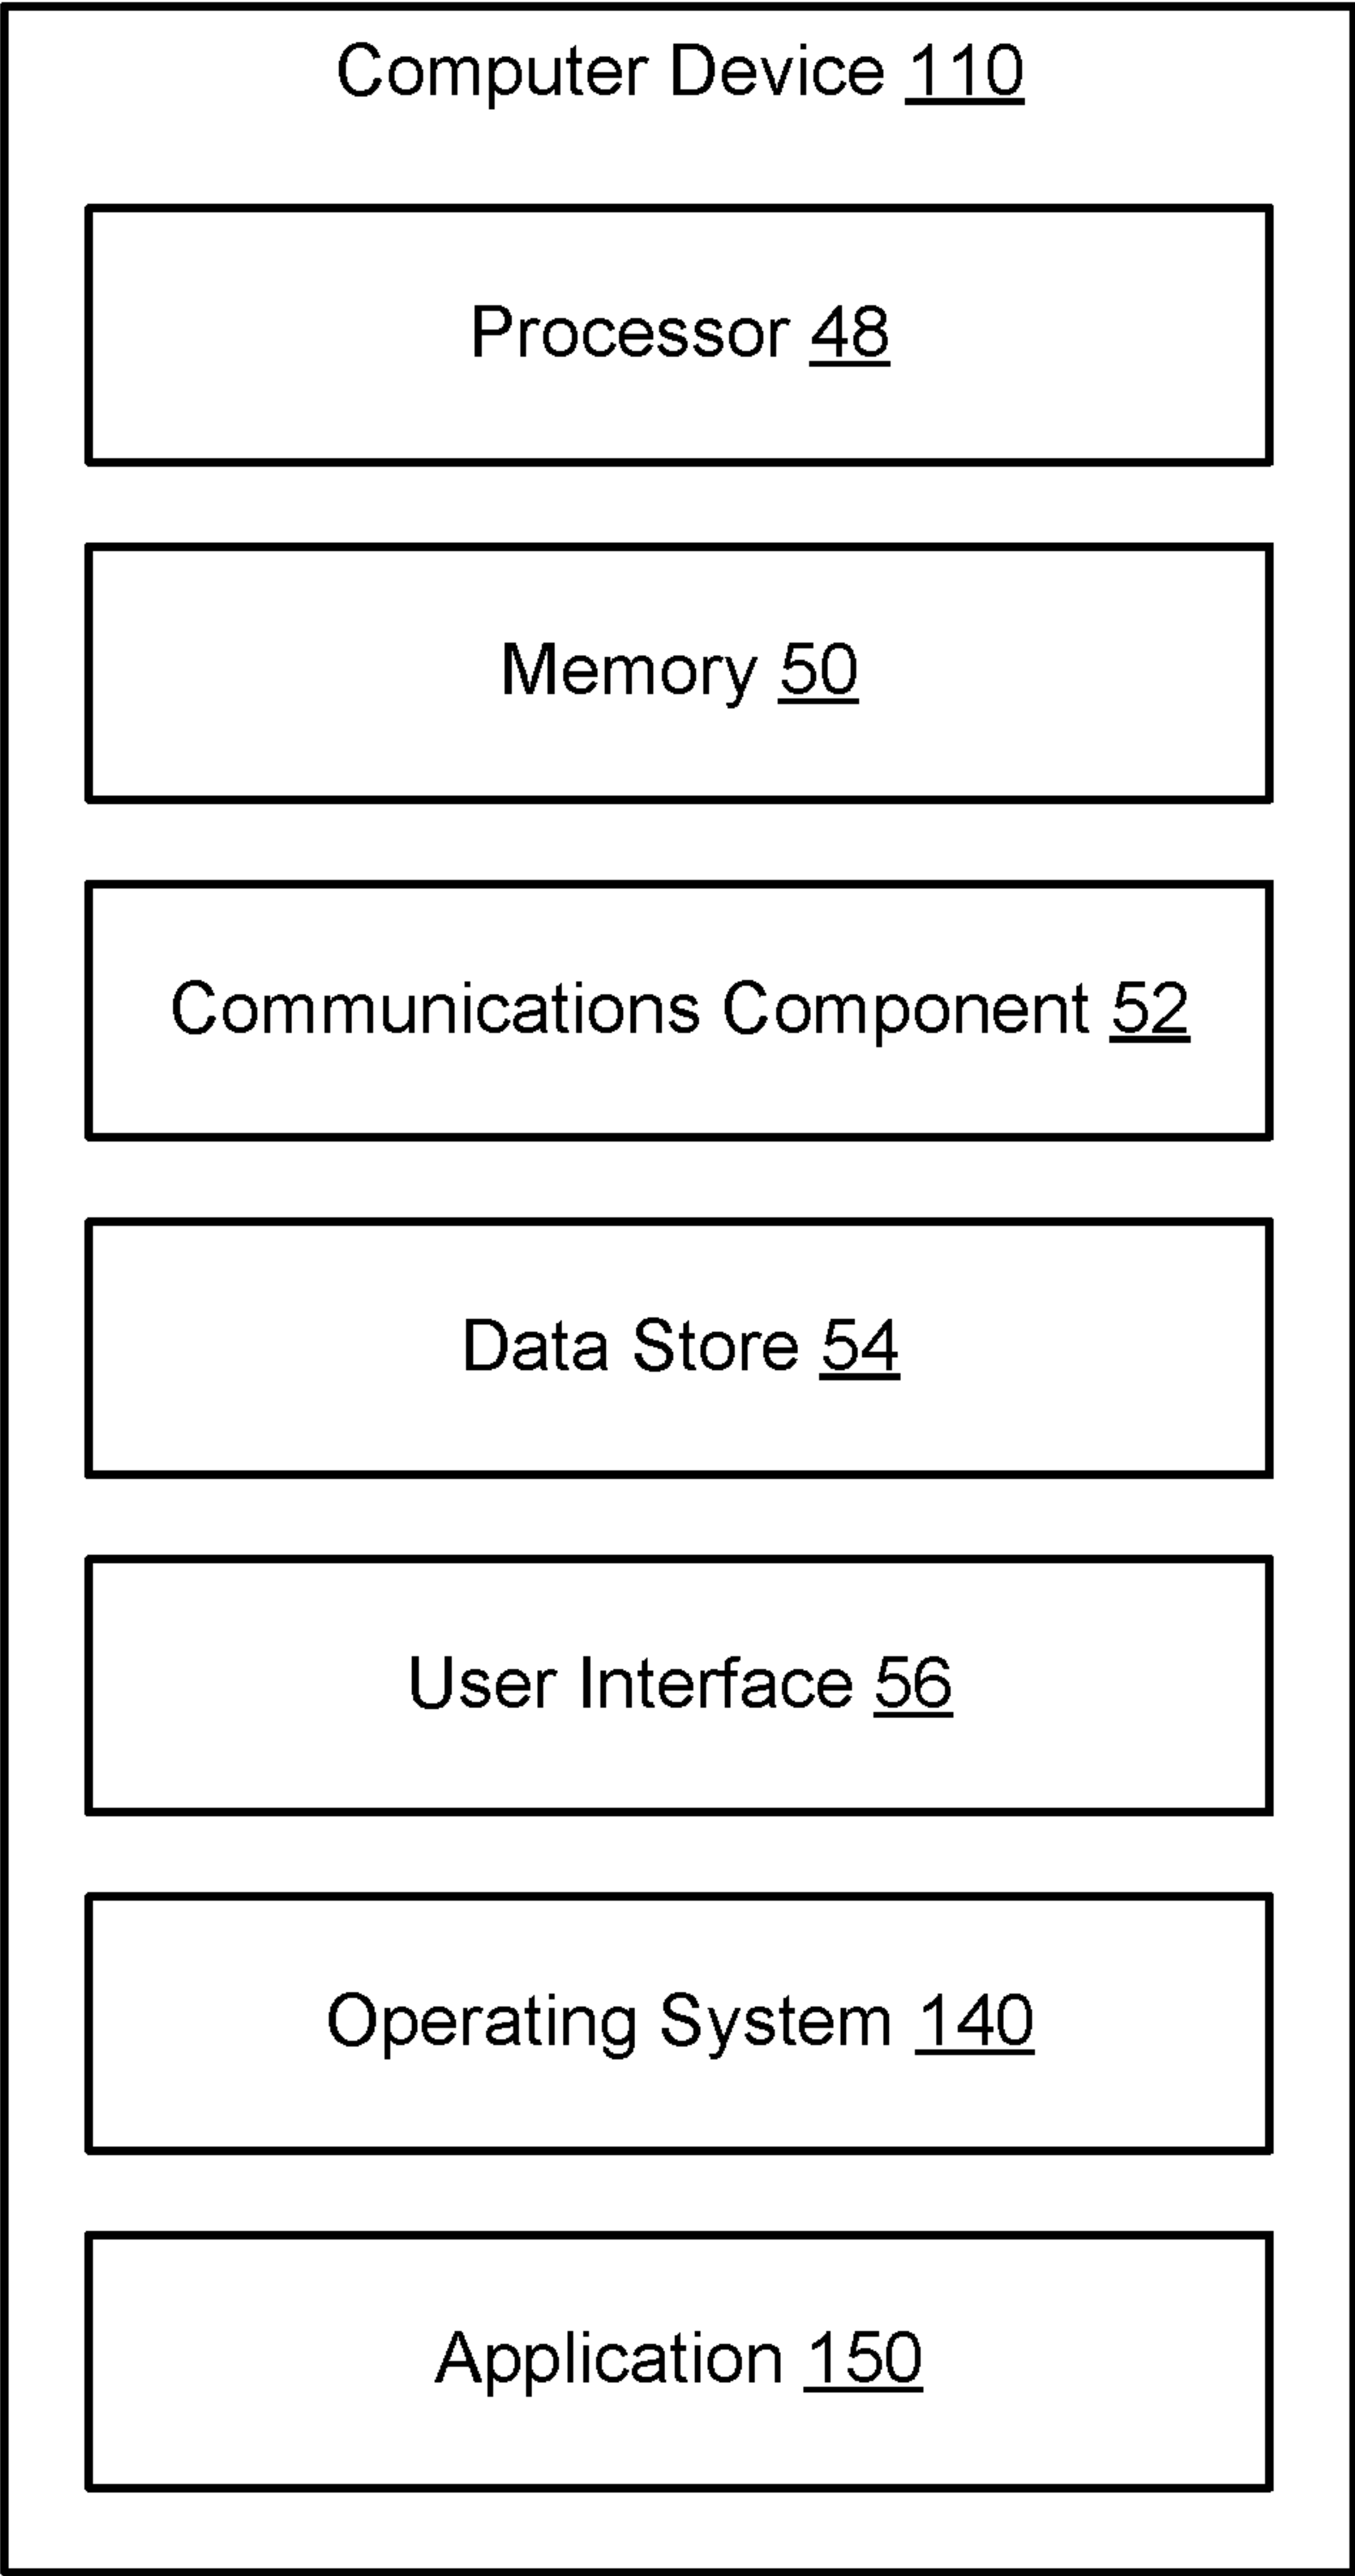 Computer Device 110
Processor 48
Memory 50
Communications Component 52
Data Store 54
User Interface 56
Operating System 140
Application 150